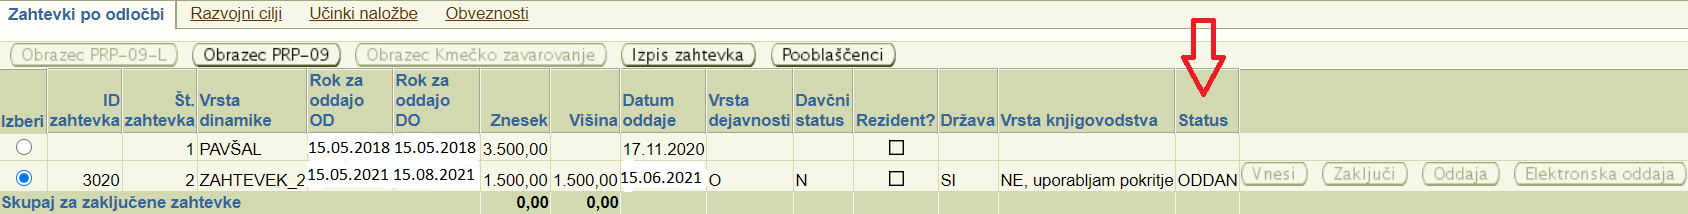 Zahtevki po odločbi Razvojni cilji Učinki naložbe Obveznosti
Obrazec PRP-09-L Obrazec PRP-09 Obrazec Kmečko zavarovanje Izpis zahtevka Pooblaščenci
Izberi ID zahtevka Št. zahtevka Vrsta dinamike Rok za oddajo OD Rok za oddajo DO Znesek Višina Datum oddaje Vrsta dejavnosti Davčni status Rezident? Država Vrsta knjigovodstva Status
1 PAVŠAL 15.05.2018 15.05.2018 3.500,00 17.11.2020
3020 2 ZAHTEVEK_2 15.05.2021 15.08.2021 1.500,00 1.500,00 15.06.2021 O N SI NE, uporabljam pokritje ODDAN Vnesi Zaključi Oddaja Elektronska oddaja
Skupaj za zaključene zahtevke 0,00 0,00